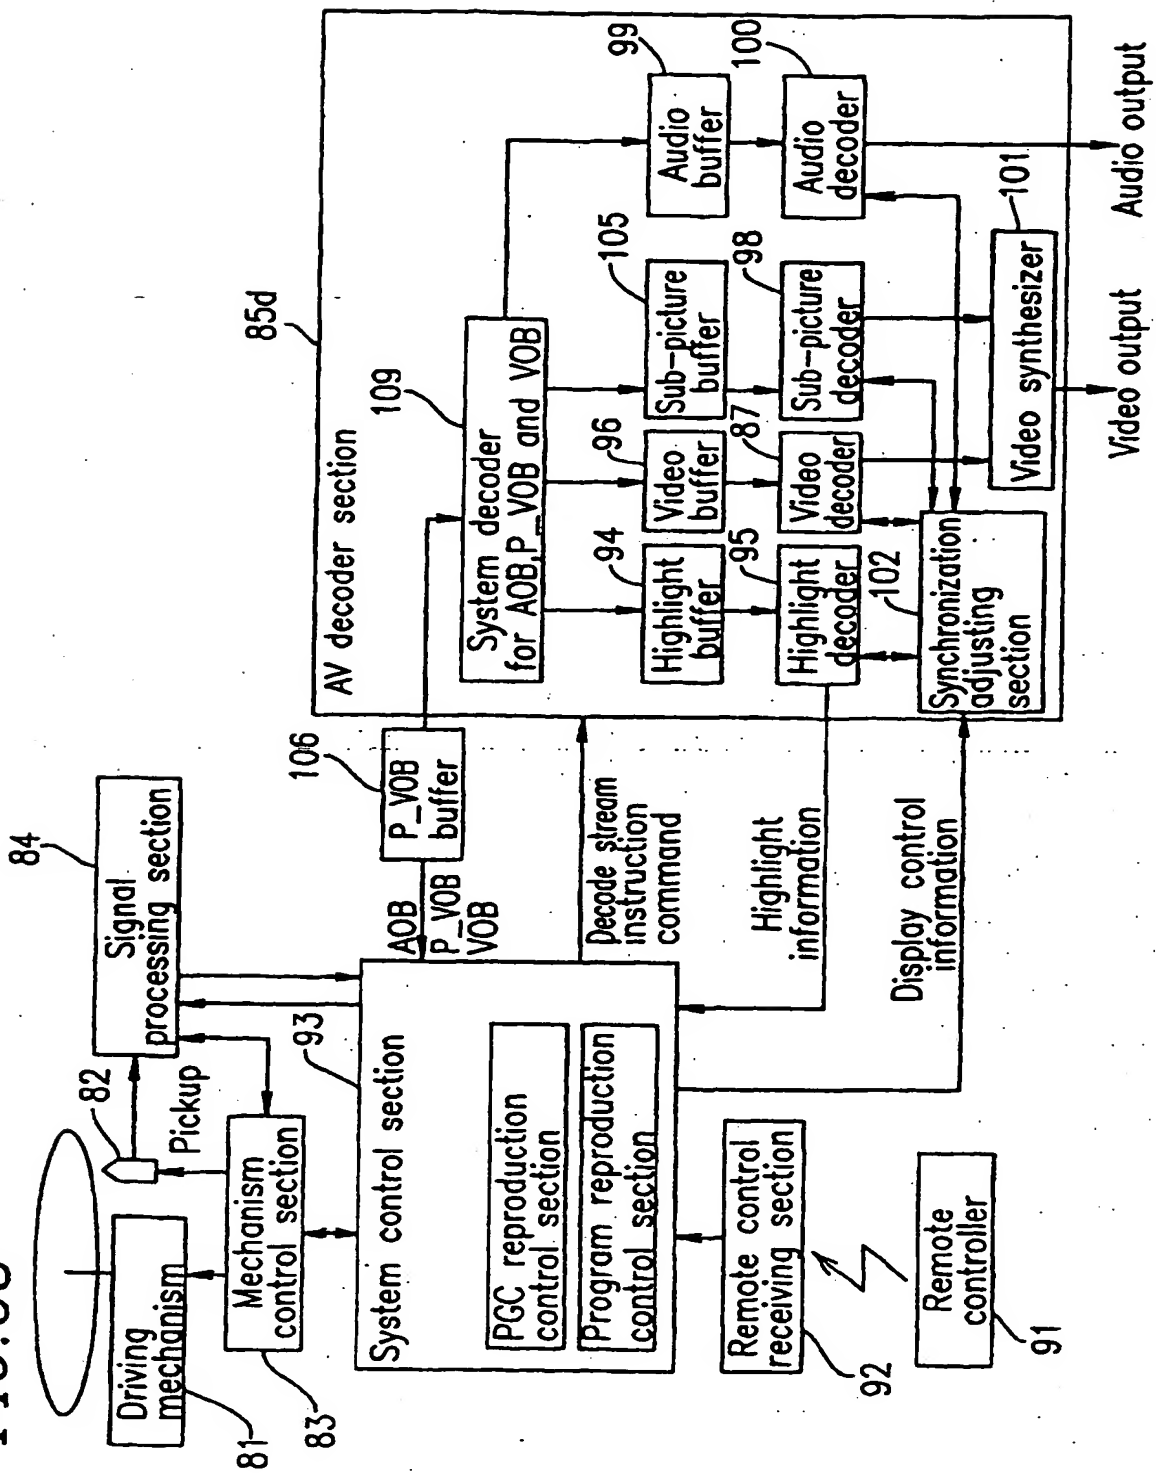 Driving
mechanism
81
82
Pickup
84
Signal
processing section
Mechanism
control section
83
93
System control section
PGC reproduction
control section
Program reproduction
control section
AOB
P_VOB
VOB
106
P_VOB
buffer
Decode stream
instruction
command
Highlight
information
Display control
information
Remote control
receiving section
92
Remote
controller
91
85d
AV decoder section
109
System decoder
for AOB,P_VOB and VOB
94
Highlight
buffer
96
Video
buffer
105
Sub-picture
buffer
99
Audio
buffer
95
Highlight
decoder
87
Video
decoder
98
Sub-picture
decoder
100
Audio
decoder
102
Synchronization
adjusting
section
101
Video synthesizer
Video output
Audio output